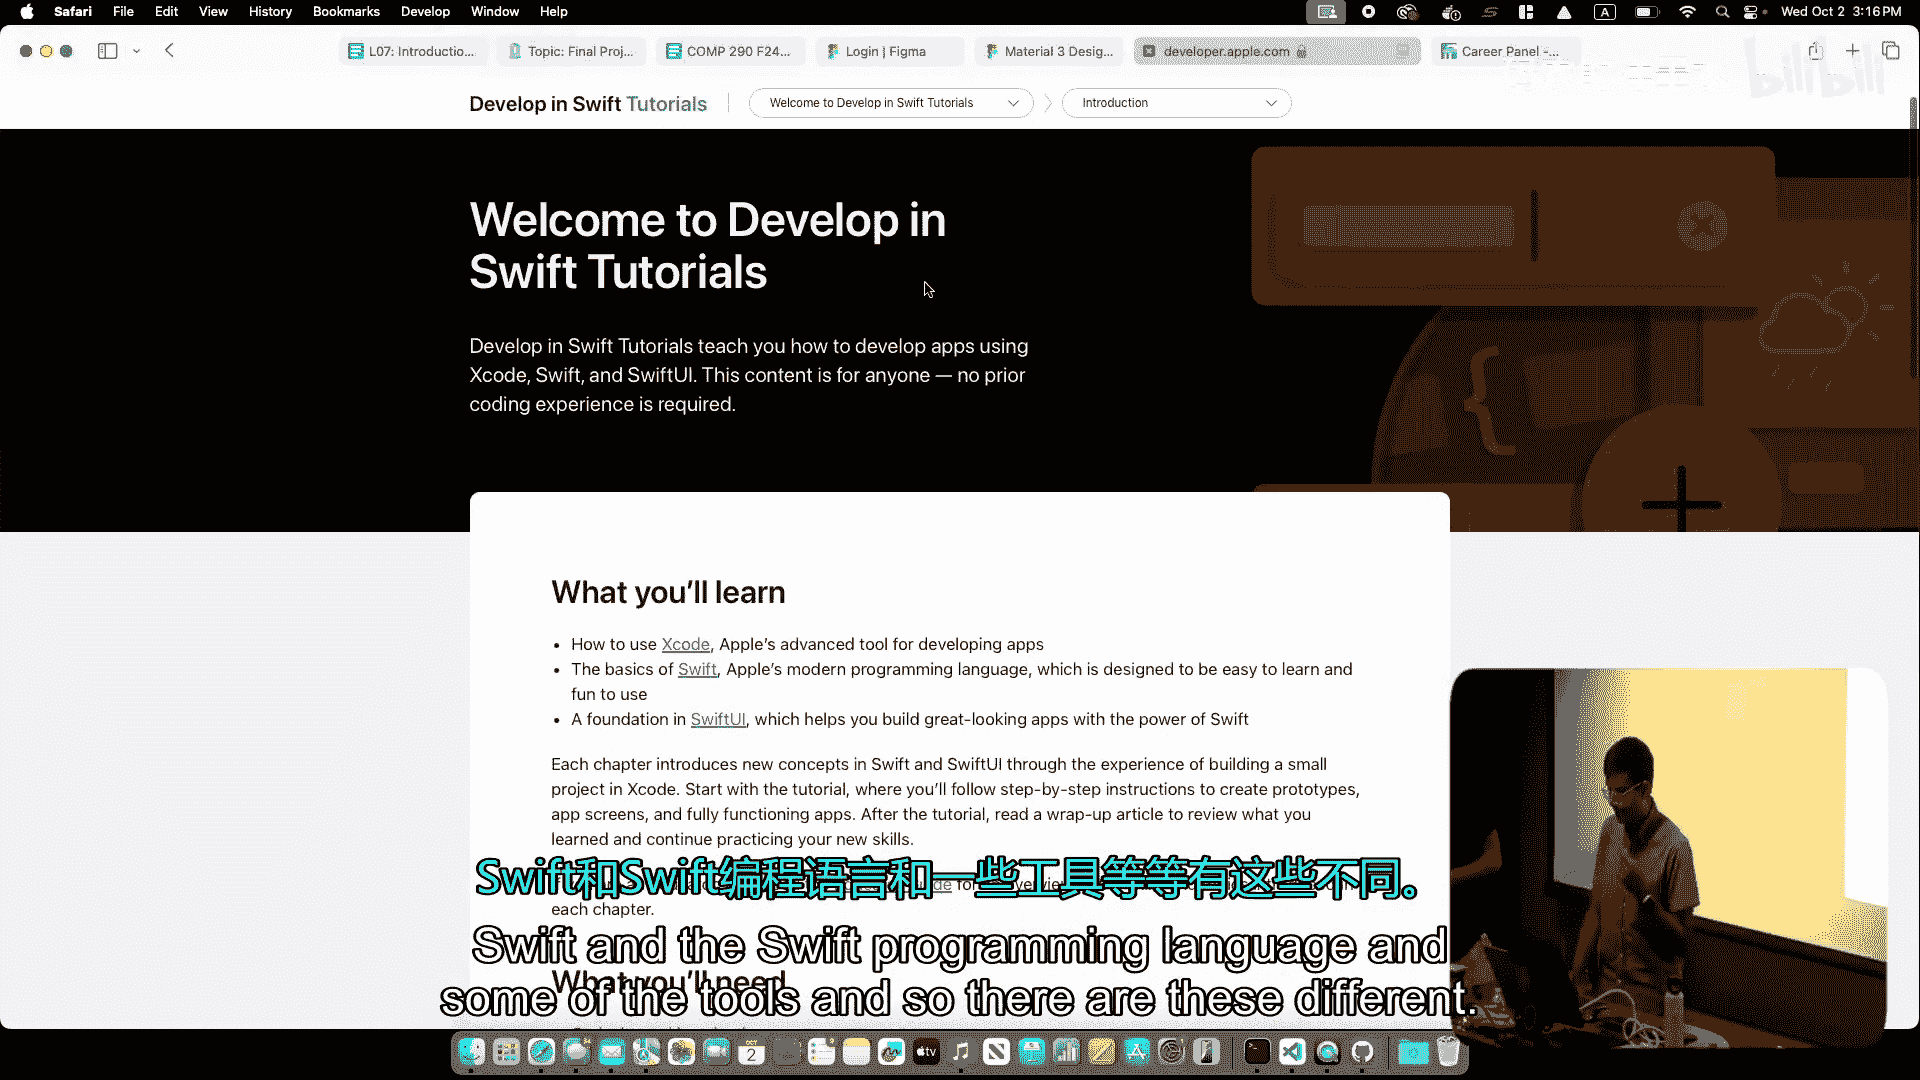 Safari File Edit View History Bookmarks Develop Window Help
A
Wed Oct 2 3:16 PM
L07: Introductio...
Topic: Final Proj...
COMP 290 F24...
Login | Figma
Material 3 Desig...
developer.apple.com
Career Panel -...
bilibili
Develop in Swift Tutorials
Welcome to Develop in Swift Tutorials
Introduction
Welcome to Develop in
Swift Tutorials
Develop in Swift Tutorials teach you how to develop apps using
Xcode, Swift, and SwiftUI. This content is for anyone — no prior
coding experience is required.
What you’ll learn
• How to use Xcode, Apple’s advanced tool for developing apps
• The basics of Swift, Apple’s modern programming language, which is designed to be easy to learn and
fun to use
• A foundation in SwiftUI, which helps you build great-looking apps with the power of Swift
Each chapter introduces new concepts in Swift and SwiftUI through the experience of building a small
project in Xcode. Start with the tutorial, where you’ll follow step-by-step instructions to create prototypes,
app screens, and fully functioning apps. After the tutorial, read a wrap-up article to review what you
learned and continue practicing your new skills.
Swift和Swift编程语言和一些工具等等有这些不同。
each chapter.
Swift and the Swift programming language and
What you’ll need
some of the tools and so there are these different.
OCT
2
tv